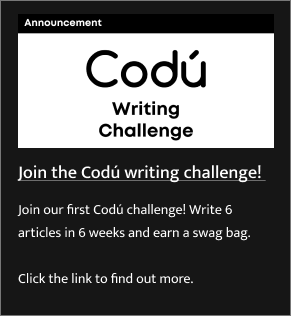 Announcement
Codú
Writing
Challenge
Join the Codú writing challenge!
Join our first Codú challenge! Write 6
articles in 6 weeks and earn a swag bag.
Click the link to find out more.